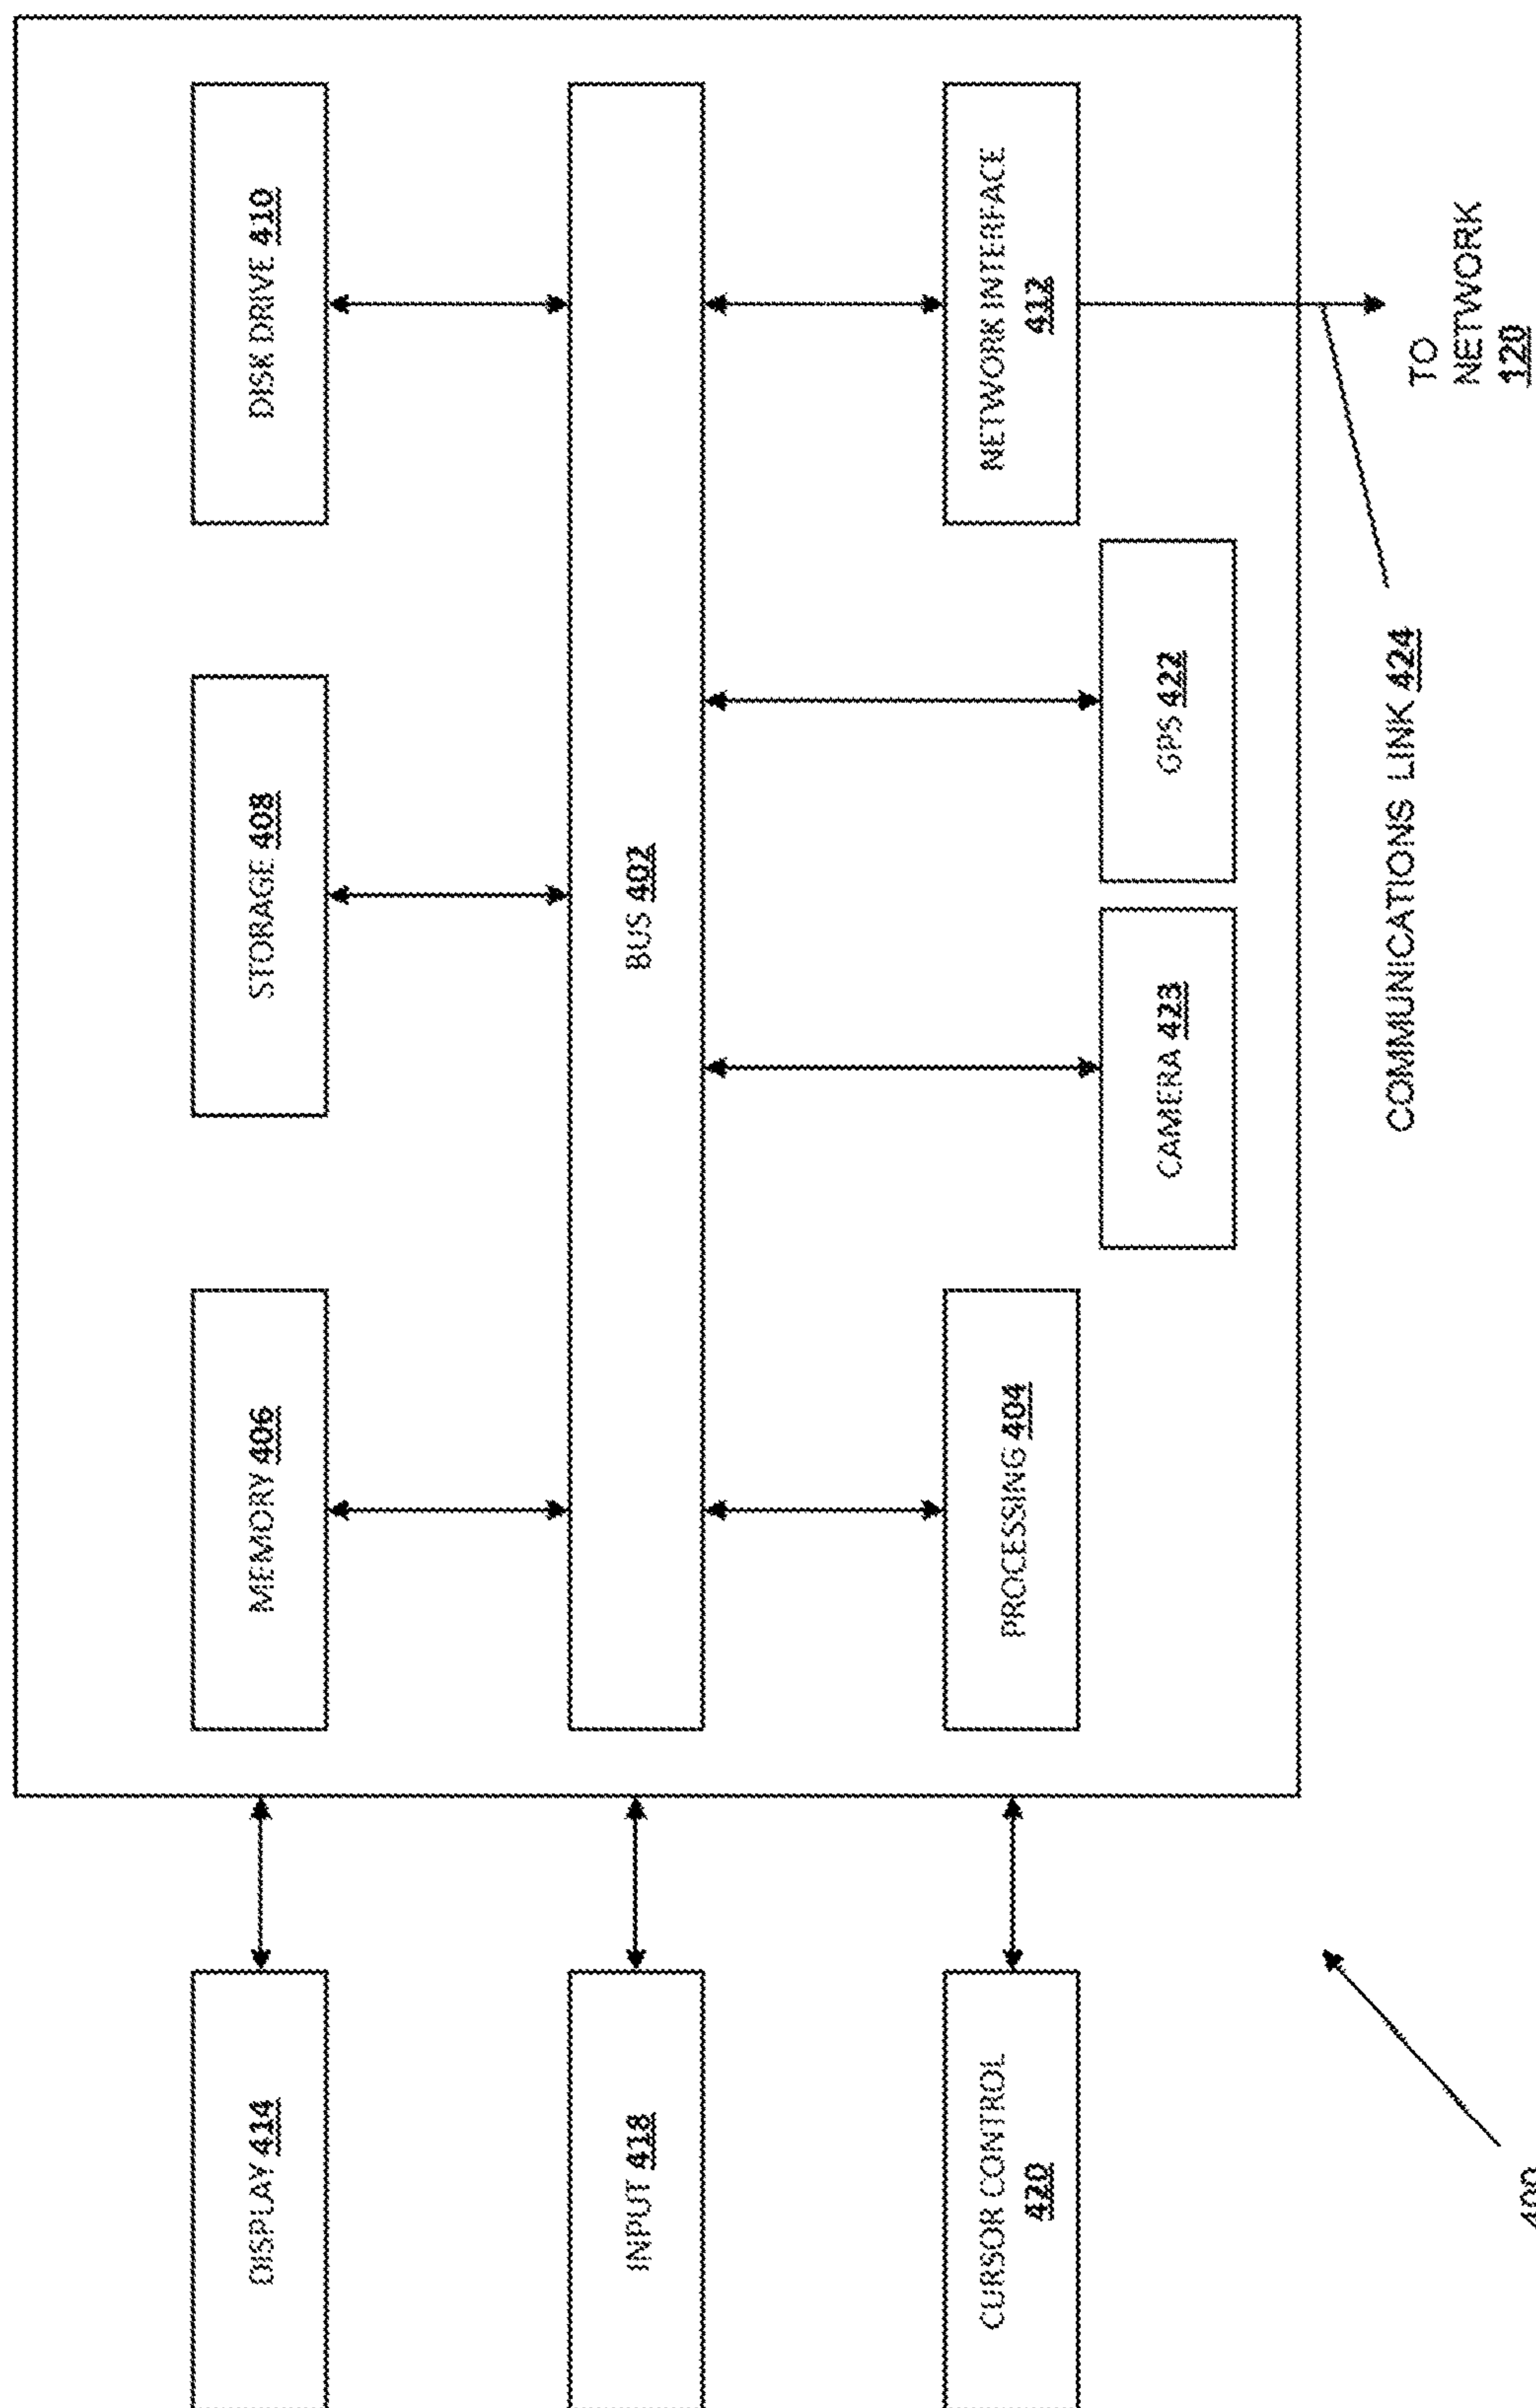 DISPLAY 414
MEMORY 406
STORAGE 408
DISK DRIVE 410
INPUT 418
BUS 402
CURSOR CONTROL
420
PROCESSING 404
NETWORK INTERFACE
412
CAMERA 423
GPS 422
COMMUNICATIONS LINK 424
TO
NETWORK
120
400